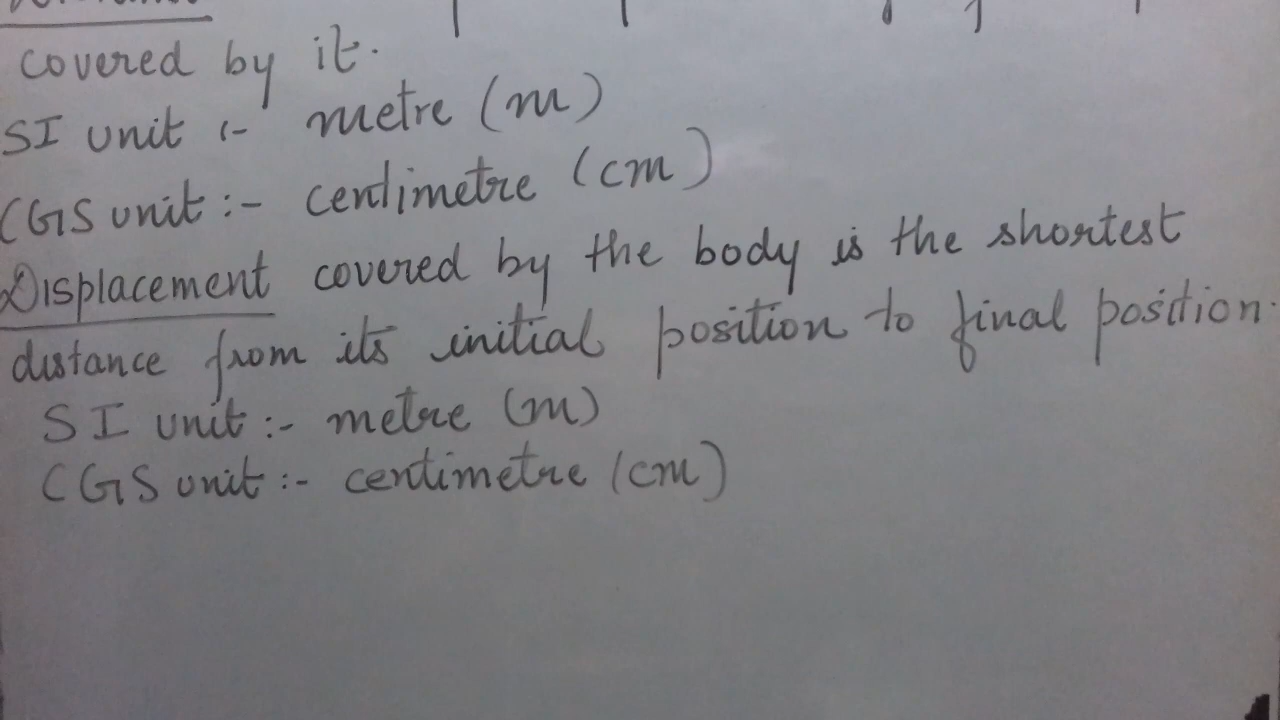 covered by it.
SI unit :- metre (m)
CGS unit :- centimetre (cm)
Displacement covered by the body is the shortest
distance from its initial position to final position.
SI unit :- metre (m)
CGS unit :- centimetre (cm)